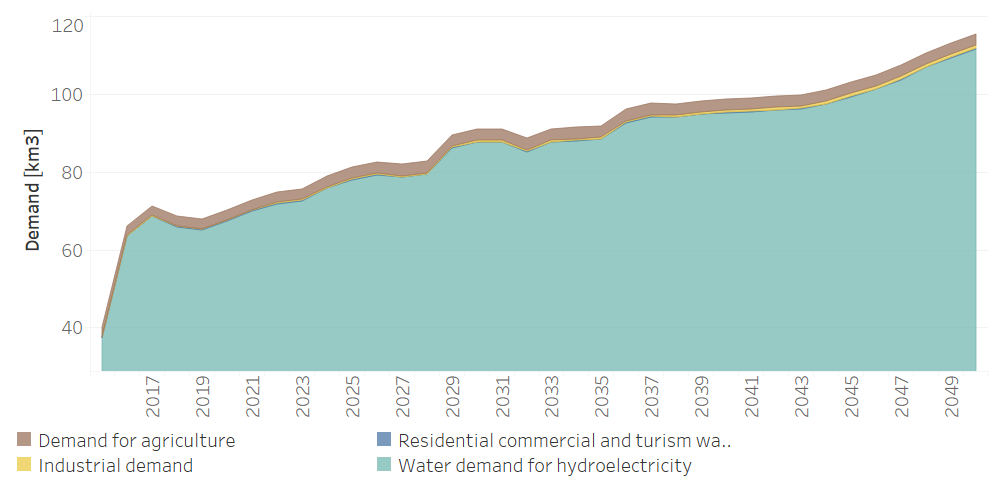 120
100
80
60
40
Demand [km3]
2017 2019 2021 2023 2025 2027 2029 2031 2033 2035 2037 2039 2041 2043 2045 2047 2049
Demand for agriculture Residential commercial and turism wa..
Industrial demand Water demand for hydroelectricity